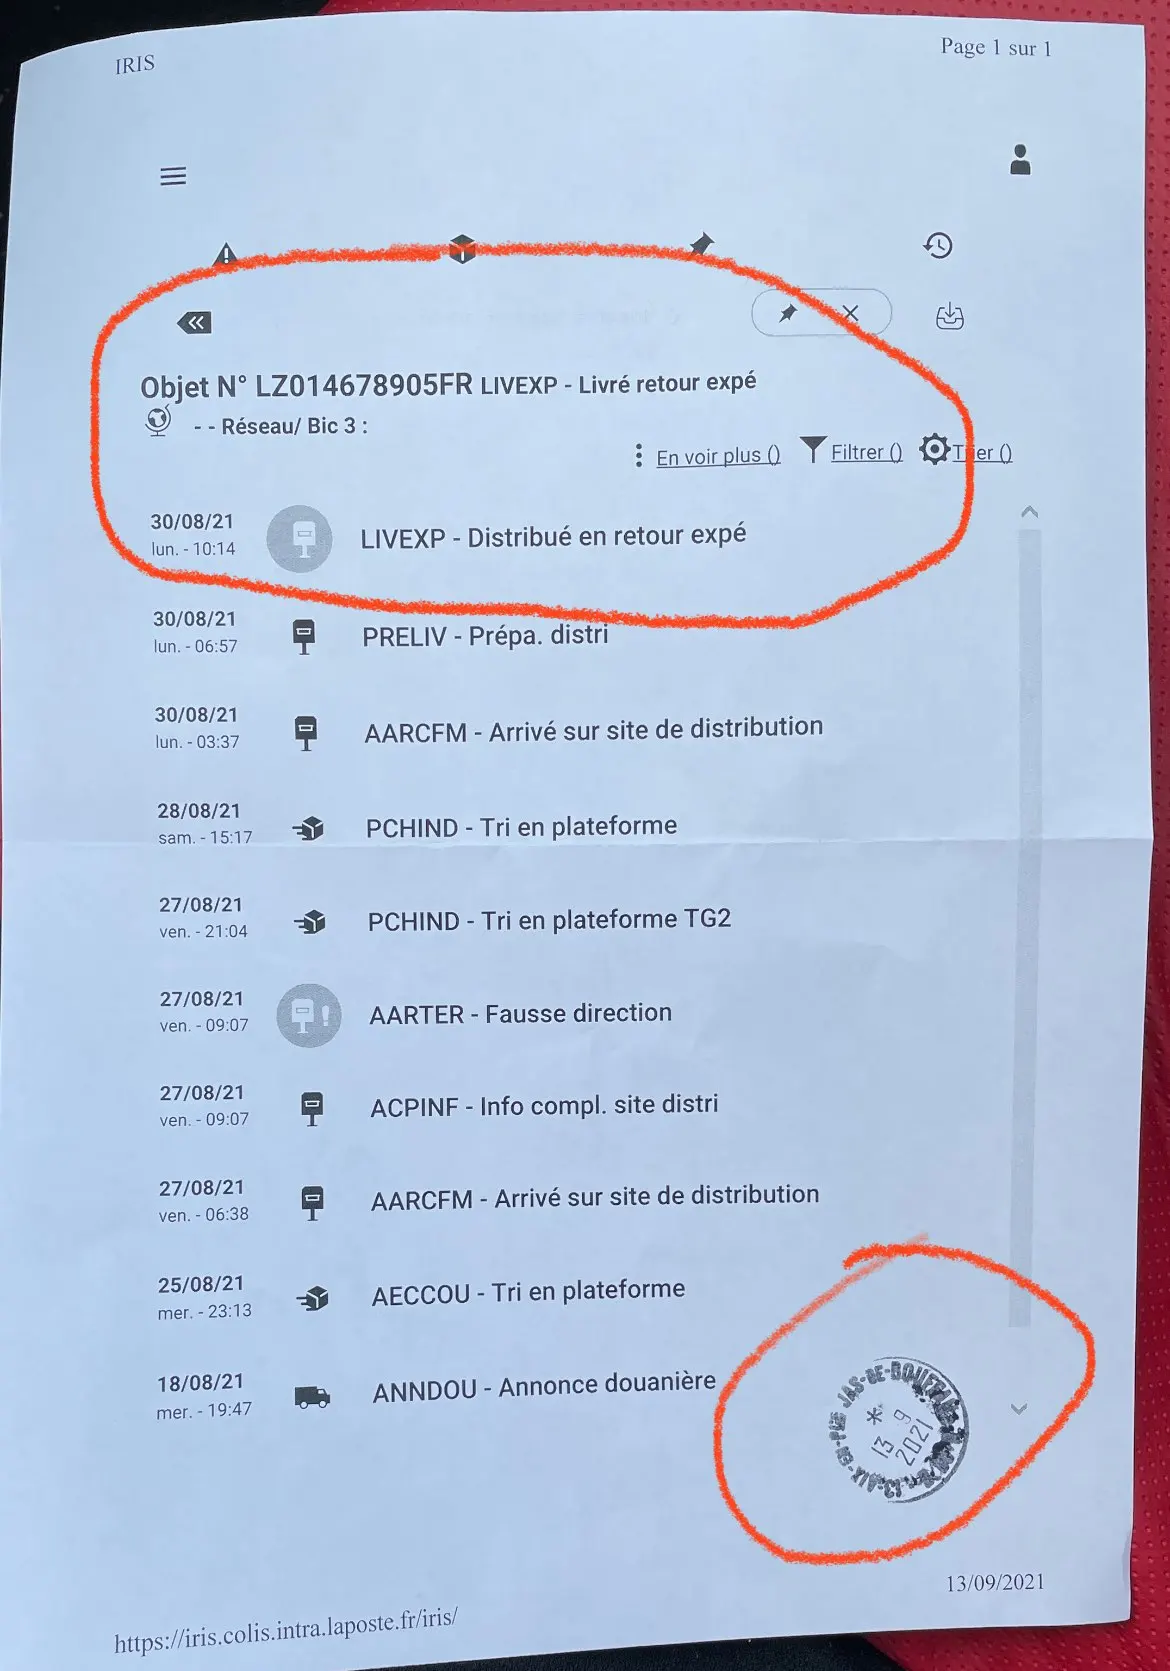 IRIS
Page 1 sur 1
Objet N° LZ014678905FR LIVEXP - Livré retour expé
- - Réseau/ Bic 3 :
En voir plus () Filtrer () Trier ()
30/08/21
lun. - 10:14
LIVEXP - Distribué en retour expé
30/08/21
lun. - 06:57
PRELIV - Prépa. distri
30/08/21
lun. - 03:37
AARCFM - Arrivé sur site de distribution
28/08/21
sam. - 15:17
PCHIND - Tri en plateforme
27/08/21
ven. - 21:04
PCHIND - Tri en plateforme TG2
27/08/21
ven. - 09:07
AARTER - Fausse direction
27/08/21
ven. - 09:07
ACPINF - Info compl. site distri
27/08/21
ven. - 06:38
AARCFM - Arrivé sur site de distribution
25/08/21
mer. - 23:13
AECCOU - Tri en plateforme
18/08/21
mer. - 19:47
ANNDOU - Annonce douanière
JAS-DE-BOUFFAN
13 9
2021
13/09/2021
https://iris.colis.intra.laposte.fr/iris/